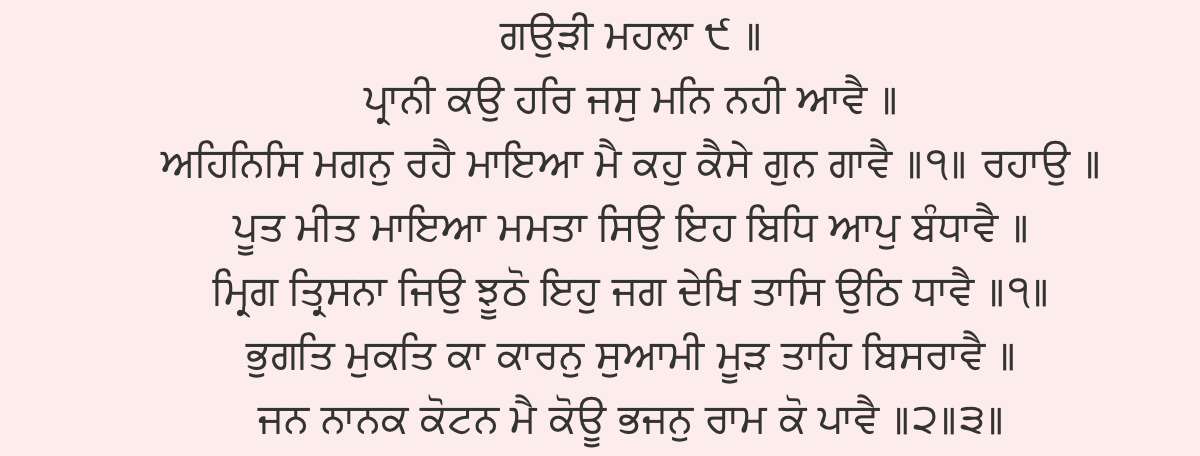 ਗਉੜੀ ਮਹਲਾ ੯ ॥
ਪ੍ਰਾਨੀ ਕਉ ਹਰਿ ਜਸੁ ਮਨਿ ਨਹੀ ਆਵੈ ॥
ਅਹਿਨਿਸਿ ਮਗਨੁ ਰਹੈ ਮਾਇਆ ਮੈ ਕਹੁ ਕੈਸੇ ਗੁਨ ਗਾਵੈ ॥੧॥ ਰਹਾਉ ॥
ਪੂਤ ਮੀਤ ਮਾਇਆ ਮਮਤਾ ਸਿਉ ਇਹ ਬਿਧਿ ਆਪੁ ਬੰਧਾਵੈ ॥
ਮ੍ਰਿਗ ਤ੍ਰਿਸਨਾ ਜਿਉ ਝੂਠੋ ਇਹੁ ਜਗ ਦੇਖਿ ਤਾਸਿ ਉਠਿ ਧਾਵੈ ॥੧॥
ਭੁਗਤਿ ਮੁਕਤਿ ਕਾ ਕਾਰਨੁ ਸੁਆਮੀ ਮੂੜ ਤਾਹਿ ਬਿਸਰਾਵੈ ॥
ਜਨ ਨਾਨਕ ਕੋਟਨ ਮੈ ਕੋਊ ਭਜਨੁ ਰਾਮ ਕੋ ਪਾਵੈ ॥੨॥੩॥